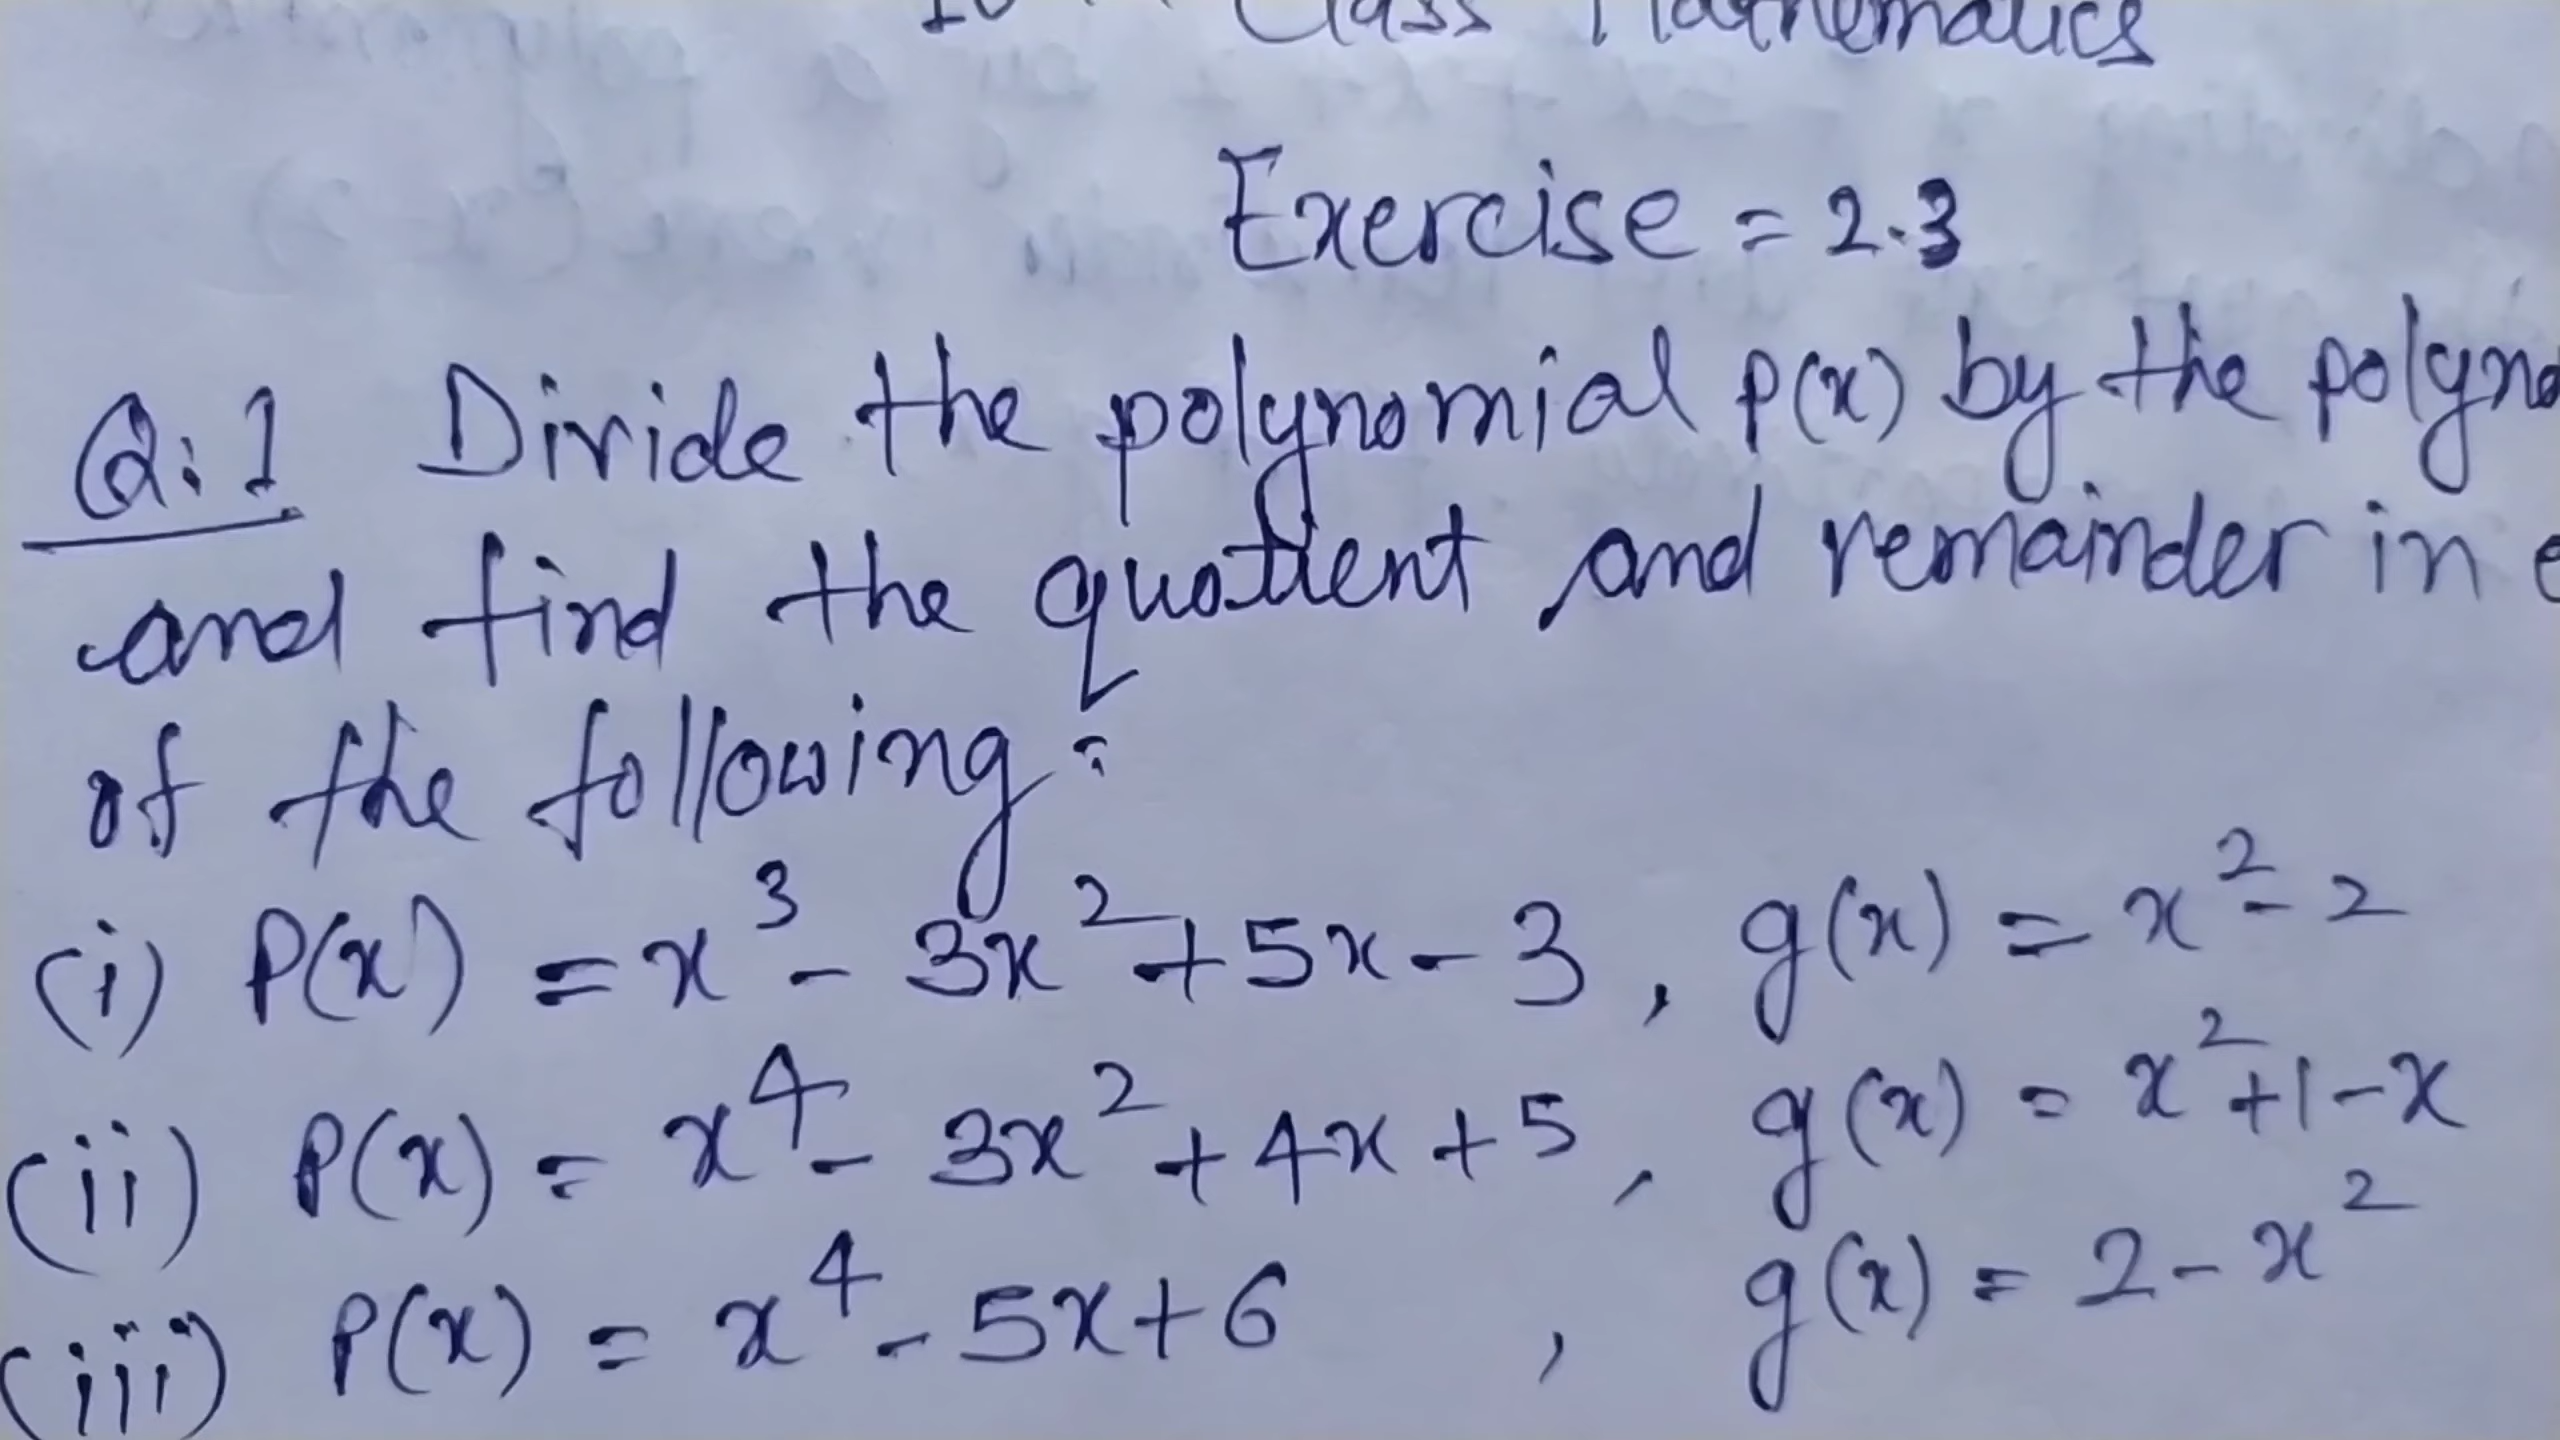 Class Mathematics
Exercise = 2.3
Q:1 Divide the polynomial p(x) by the
and find the quotient and remainder in
of the following:
(i) P(x) = x³ - 3x² + 5x - 3, g(x) = x² - 2
(ii) P(x) = x⁴ - 3x² + 4x + 5, g(x) = x² + 1 - x
(iii) P(x) = x⁴ - 5x + 6 , g(x) = 2 - x²